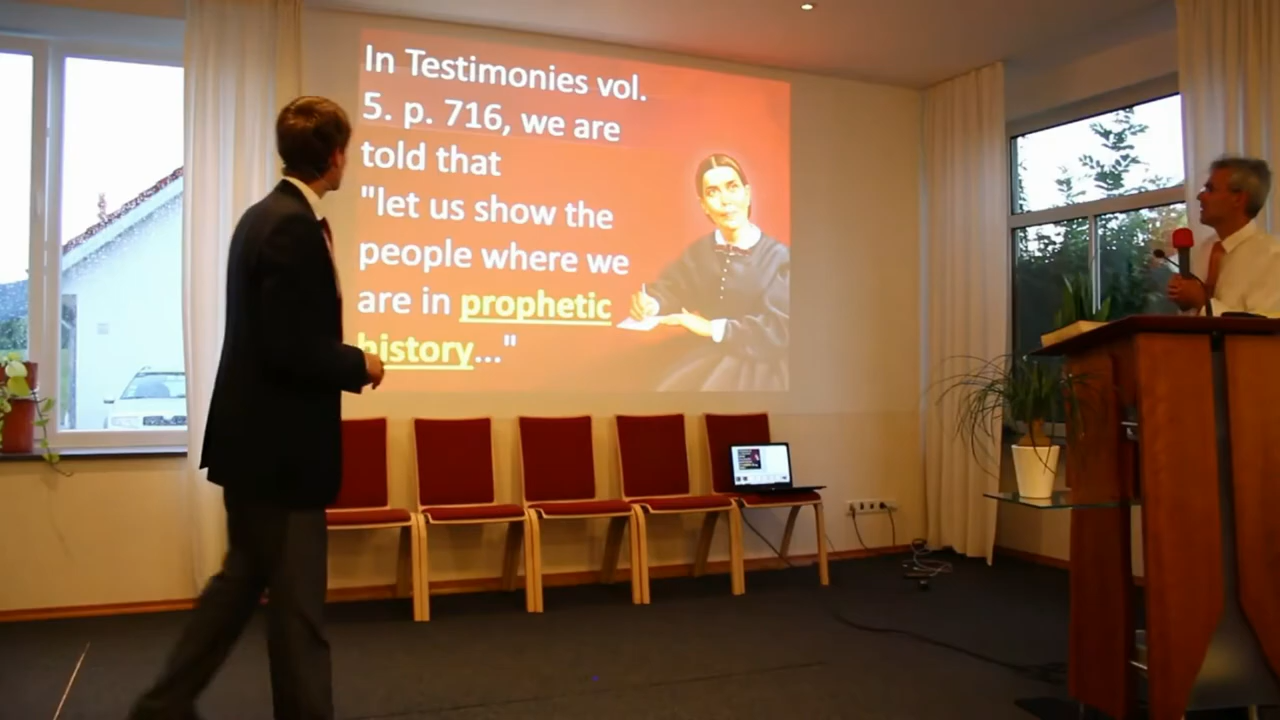 In Testimonies vol.
5. p. 716, we are
told that
"let us show the
people where we
are in prophetic
history..."